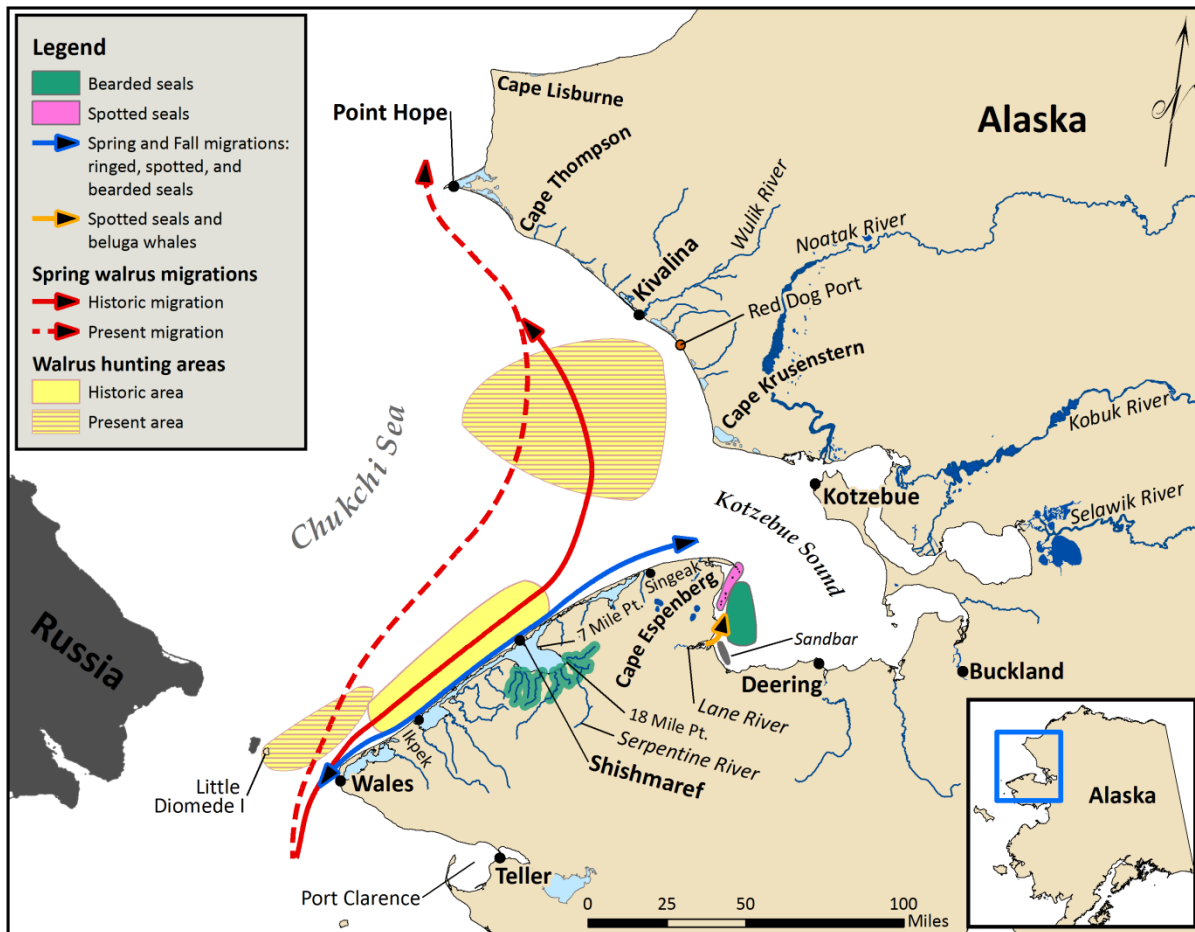 Legend
Bearded seals
Spotted seals
Spring and Fall migrations:
ringed, spotted, and
bearded seals
Spotted seals and
beluga whales
Spring walrus migrations
Historic migration
Present migration
Walrus hunting areas
Historic area
Present area
Cape Lisburne
Point Hope
Alaska
Cape Thompson
Wulik River
Noatak River
Kivalina
Red Dog Port
Cape Krusenstern
Kobuk River
Chukchi Sea
Kotzebue
Selawik River
Kotzebue Sound
Singeak
7 Mile Pt.
Cape Espenberg
Russia
Sandbar
Buckland
Deering
Lane River
18 Mile Pt.
Serpentine River
Ikpek
Shishmaref
Wales
Little
Diomede I
Alaska
Teller
Port Clarence
0 25 50 100
Miles